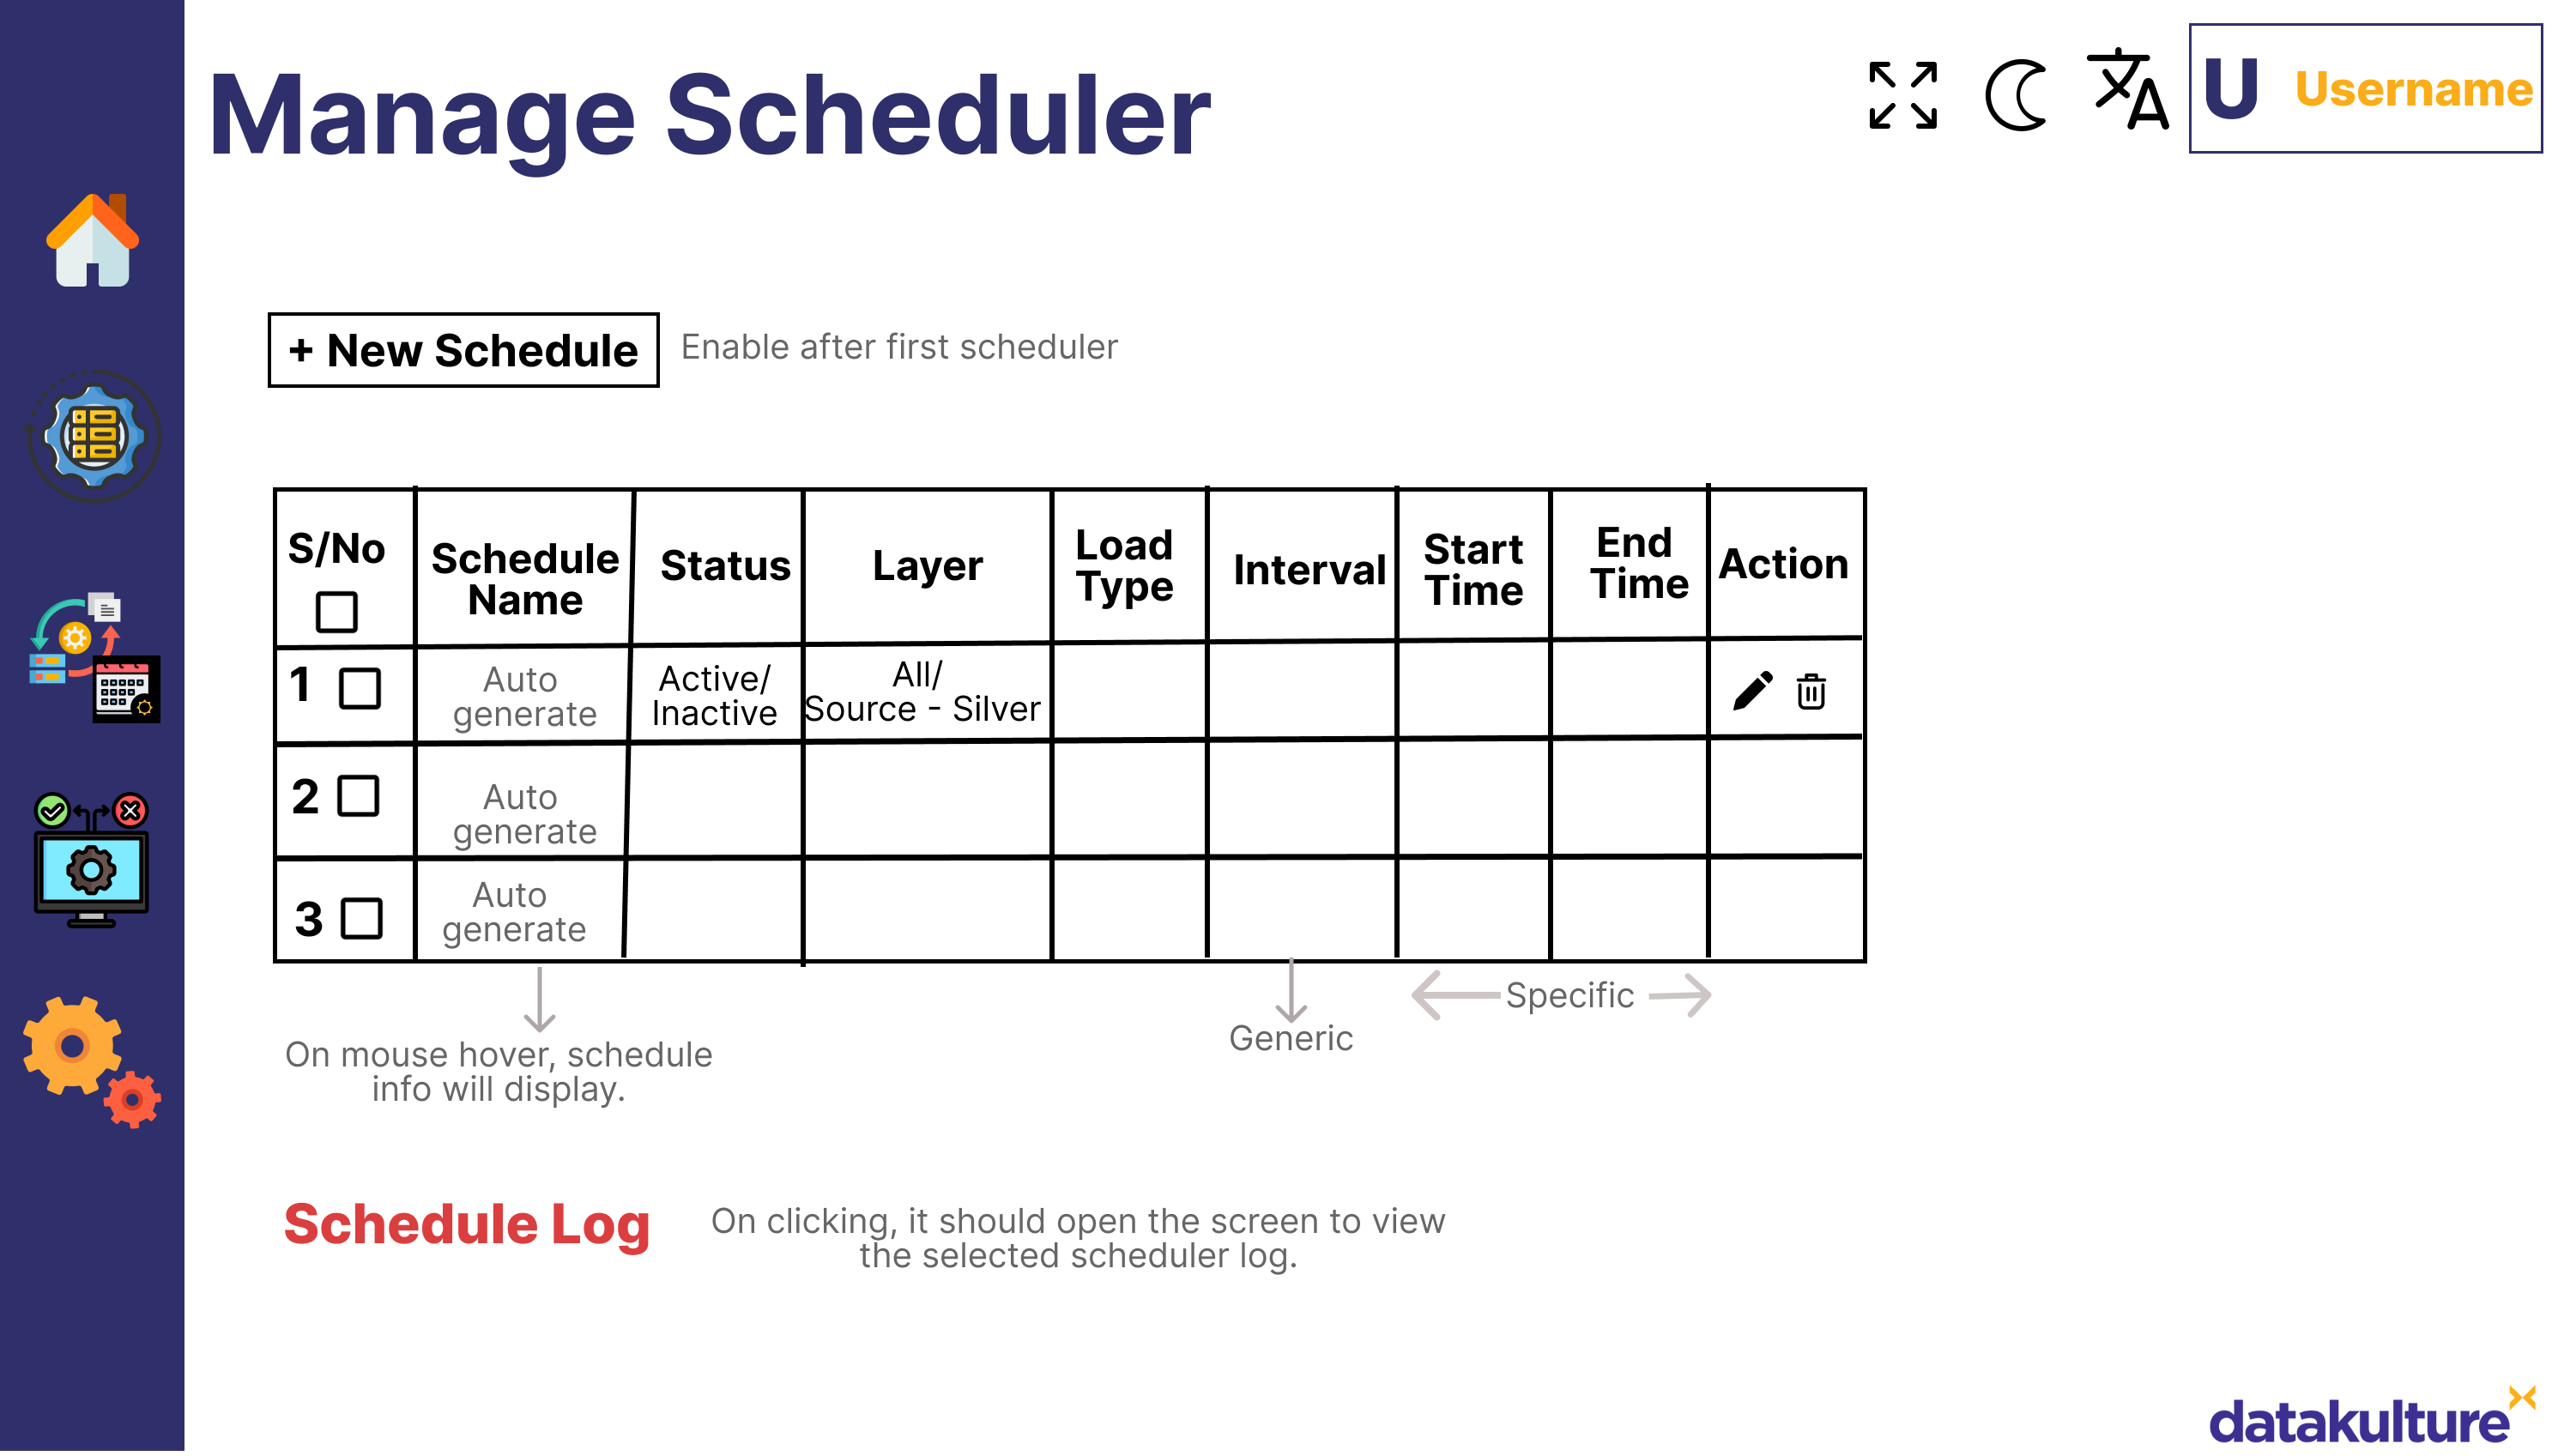 Manage Scheduler
U Username
+ New Schedule
Enable after first scheduler
S/No
Schedule
Name
Status
Layer
Load
Type
Interval
Start
Time
End
Time
Action
1
Auto
generate
Active/
Inactive
All/
Source - Silver
2
Auto
generate
3
Auto
generate
On mouse hover, schedule
info will display.
Generic
Specific
Schedule Log
On clicking, it should open the screen to view
the selected scheduler log.
datakulture